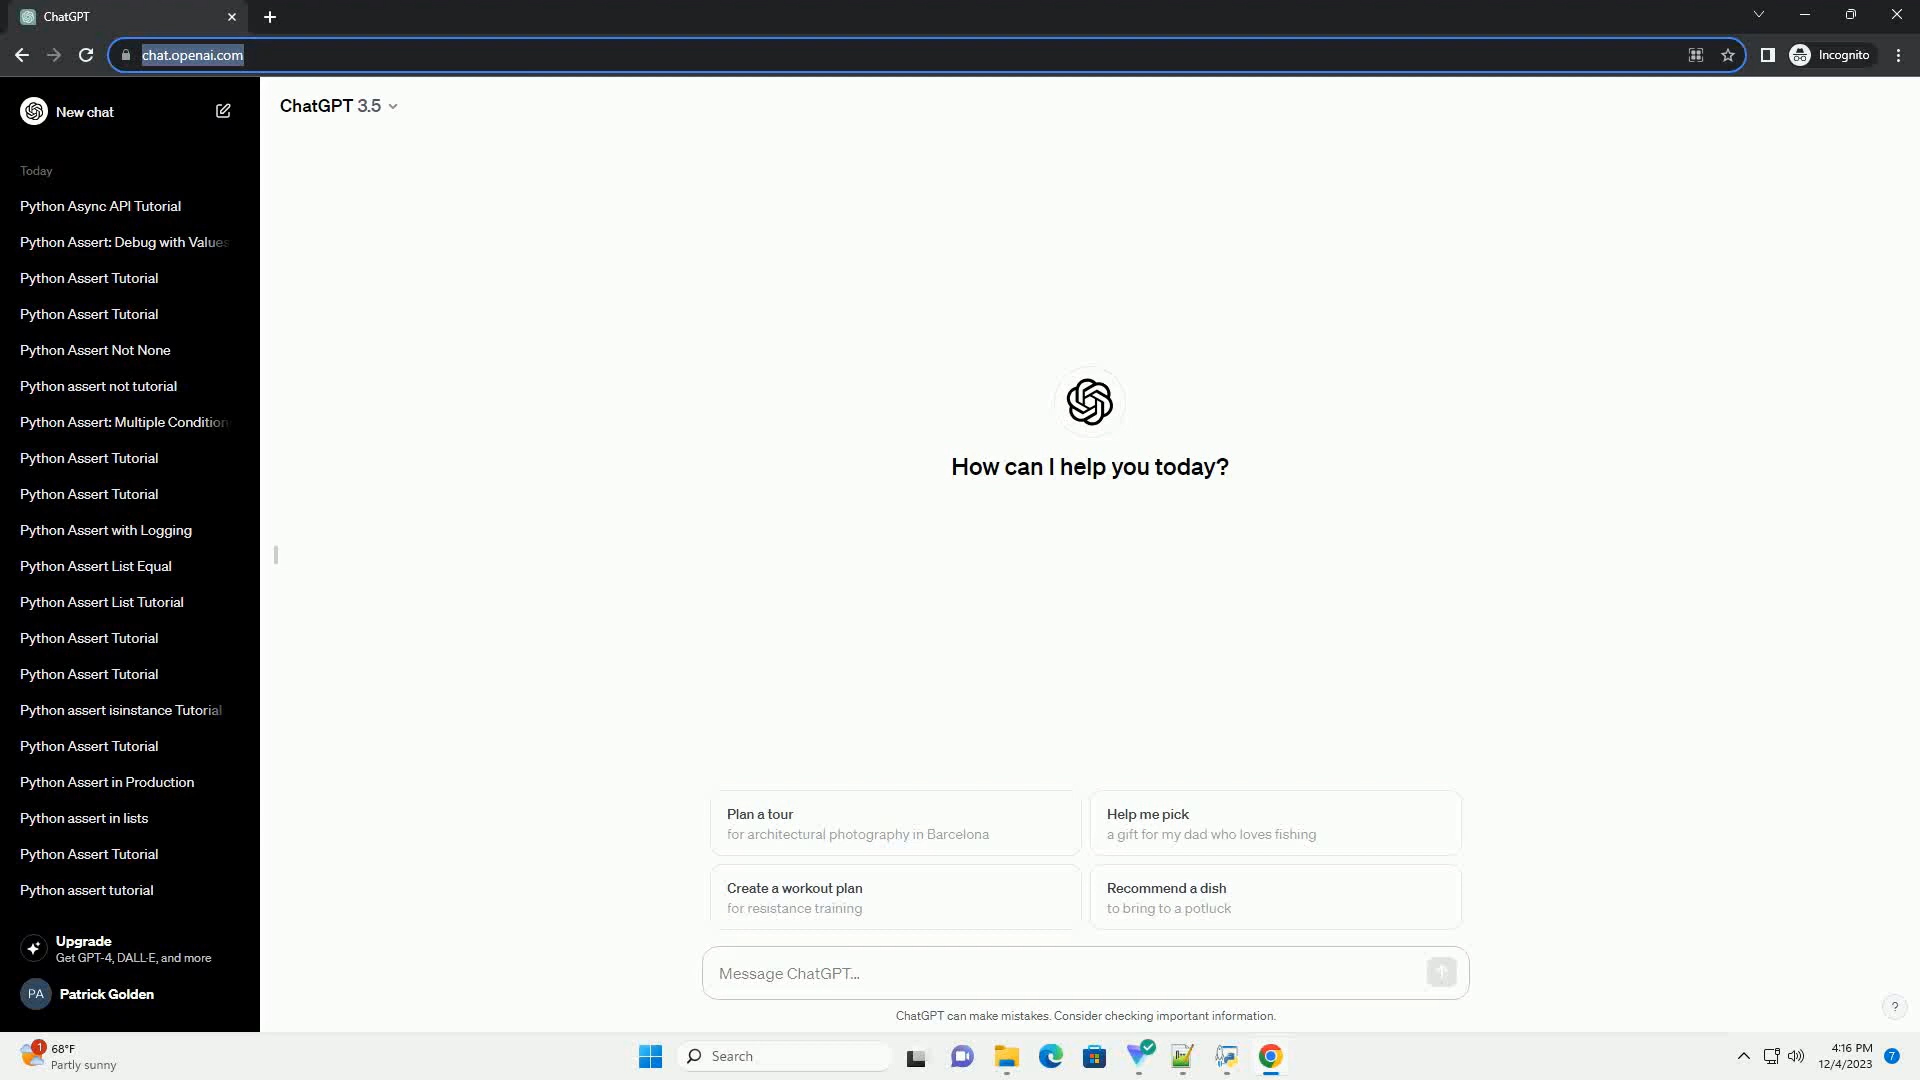 ChatGPT
chat.openai.com
Incognito
New chat
ChatGPT 3.5
Today
Python Async API Tutorial
Python Assert: Debug with Values
Python Assert Tutorial
Python Assert Tutorial
Python Assert Not None
Python assert not tutorial
Python Assert: Multiple Condition
Python Assert Tutorial
Python Assert Tutorial
Python Assert with Logging
Python Assert List Equal
Python Assert List Tutorial
Python Assert Tutorial
Python Assert Tutorial
Python assert isinstance Tutorial
Python Assert Tutorial
Python Assert in Production
Python assert in lists
Python Assert Tutorial
Python assert tutorial
Upgrade
Get GPT-4, DALL·E, and more
PA
Patrick Golden
How can I help you today?
Plan a tour
for architectural photography in Barcelona
Help me pick
a gift for my dad who loves fishing
Create a workout plan
for resistance training
Recommend a dish
to bring to a potluck
Message ChatGPT...
ChatGPT can make mistakes. Consider checking important information.
?
1
68°F
Partly sunny
Search
4:16 PM
12/4/2023
7